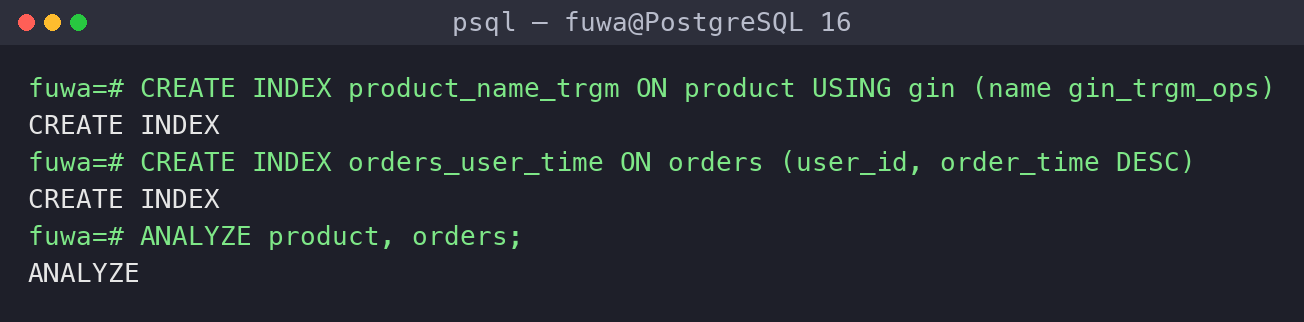 psql — fuwa@PostgreSQL 16
fuwa=# CREATE INDEX product_name_trgm ON product USING gin (name gin_trgm_ops)
CREATE INDEX
fuwa=# CREATE INDEX orders_user_time ON orders (user_id, order_time DESC)
CREATE INDEX
fuwa=# ANALYZE product, orders;
ANALYZE